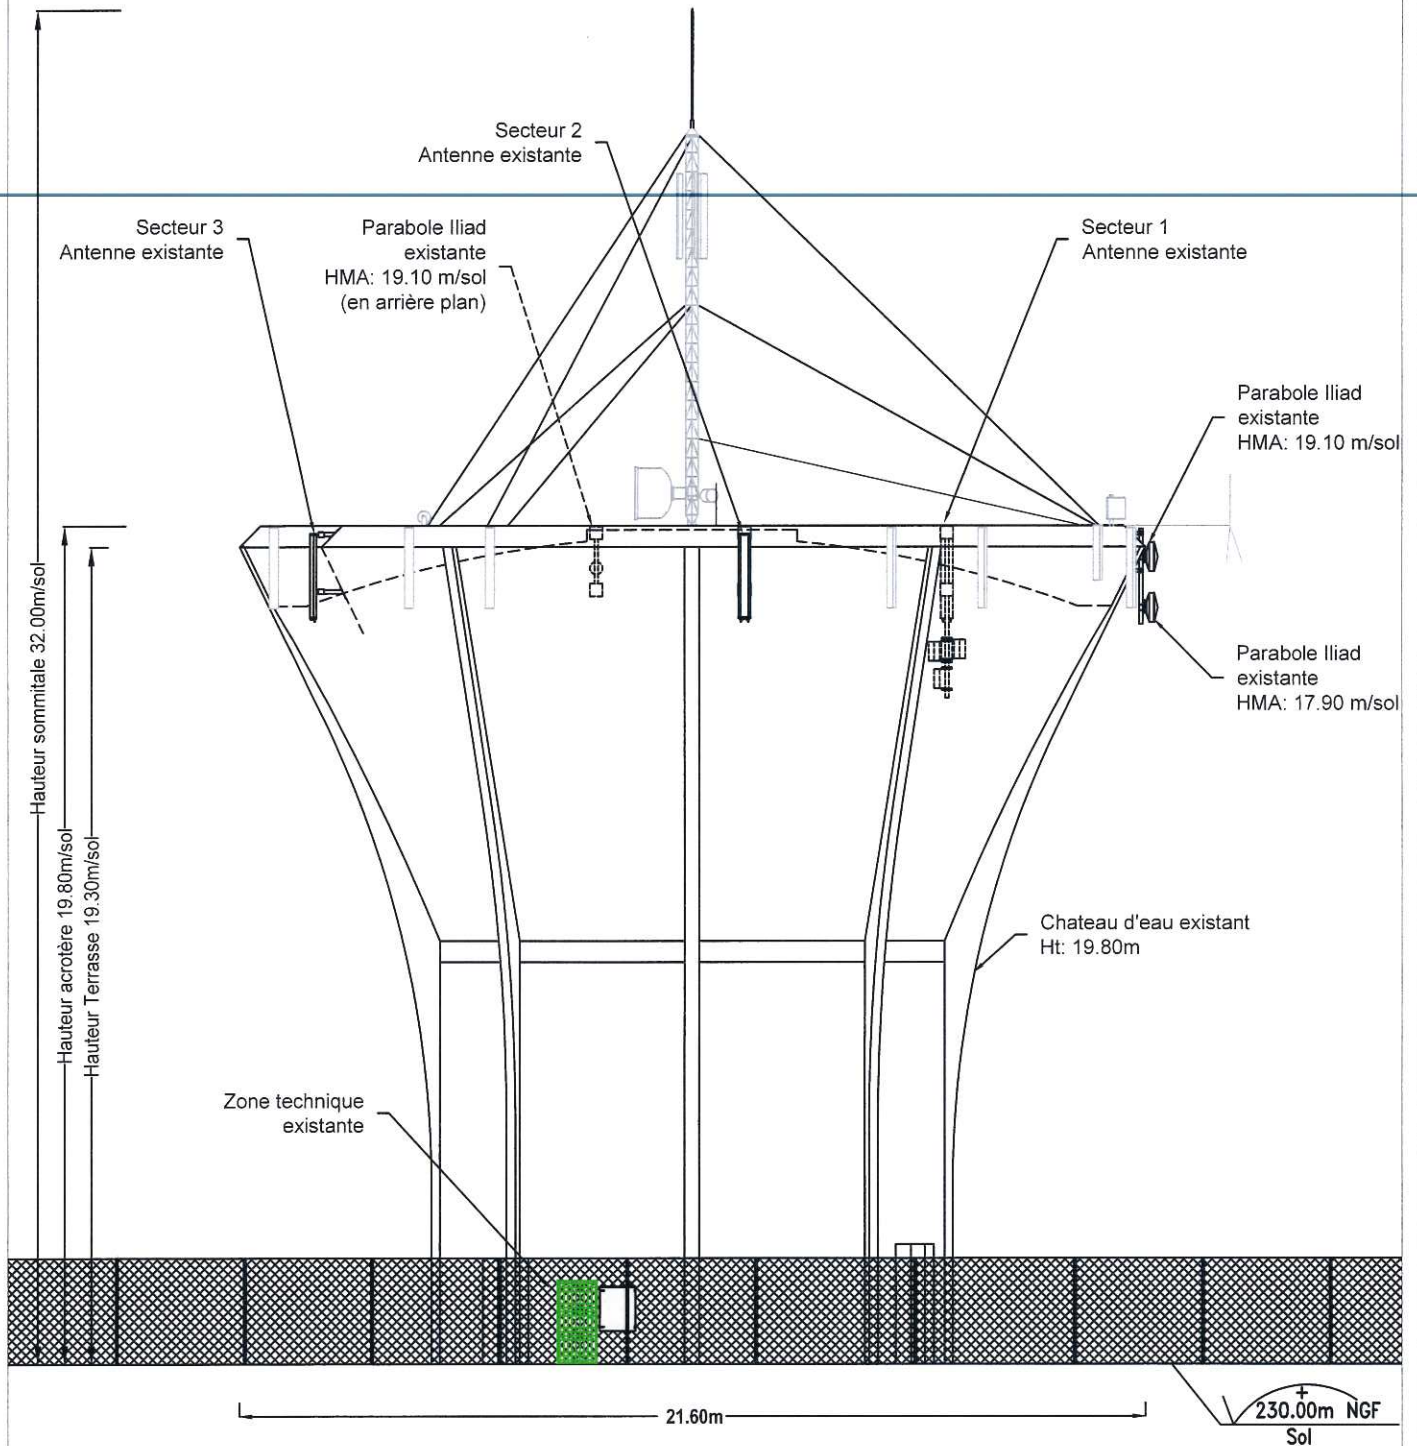 Secteur 2
Antenne existante
Secteur 3
Antenne existante
Parabole Iliad
existante
HMA: 19.10 m/sol
(en arrière plan)
Secteur 1
Antenne existante
Parabole Iliad
existante
HMA: 19.10 m/sol
Parabole Iliad
existante
HMA: 17.90 m/sol
Hauteur sommitale 32.00m/sol
Hauteur acrotère 19.80m/sol
Hauteur Terrasse 19.30m/sol
Chateau d'eau existant
Ht: 19.80m
Zone technique
existante
21.60m
230.00m NGF
Sol